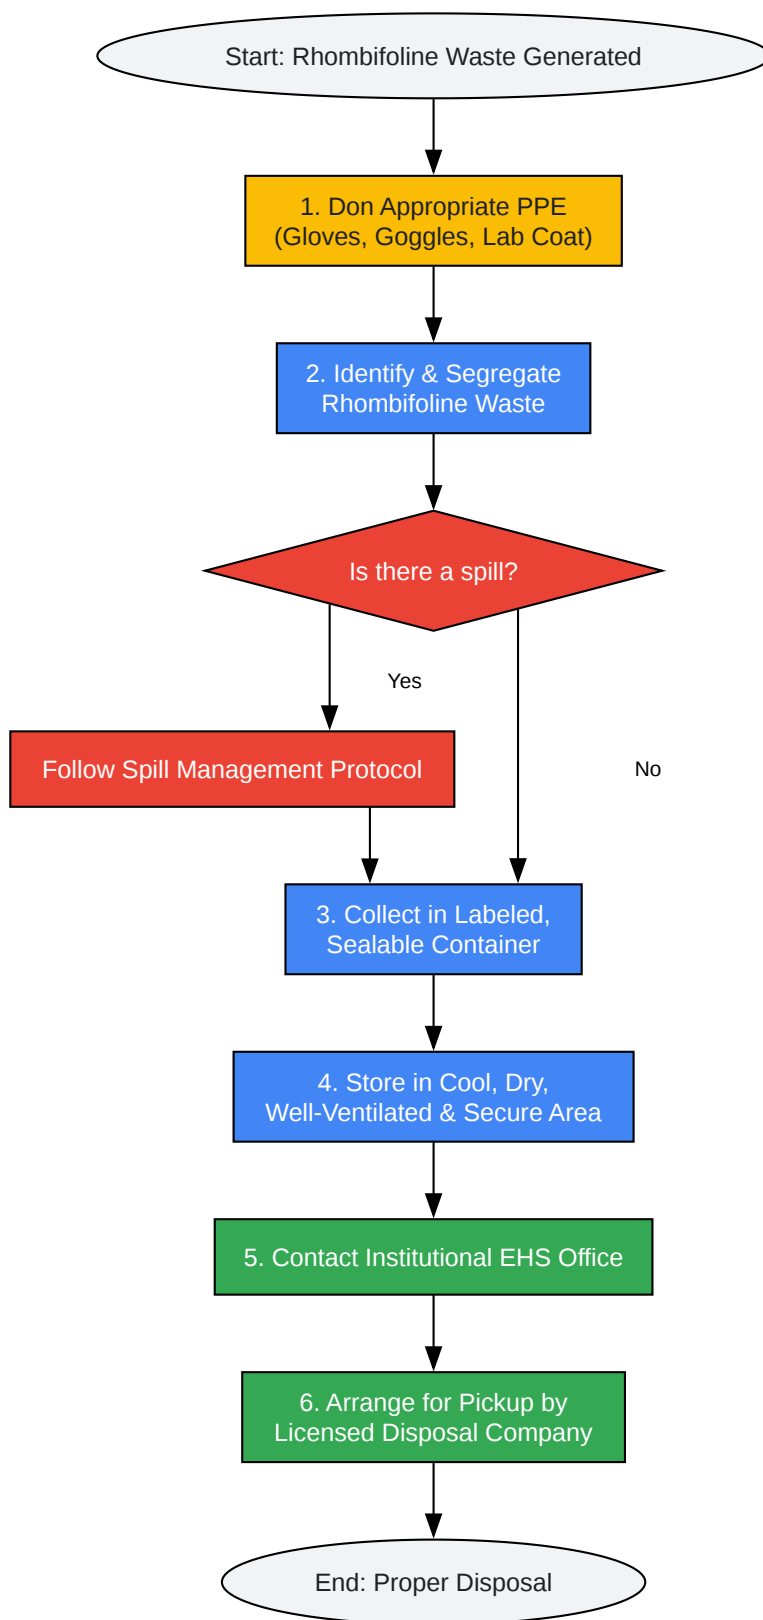 Start: Rhombifoline Waste Generated
1. Don Appropriate PPE
(Gloves, Goggles, Lab Coat)
2. Identify & Segregate
Rhombifoline Waste
Is there a spill?
Yes
Follow Spill Management Protocol
No
3. Collect in Labeled,
Sealable Container
4. Store in Cool, Dry,
Well-Ventilated & Secure Area
5. Contact Institutional EHS Office
6. Arrange for Pickup by
Licensed Disposal Company
End: Proper Disposal